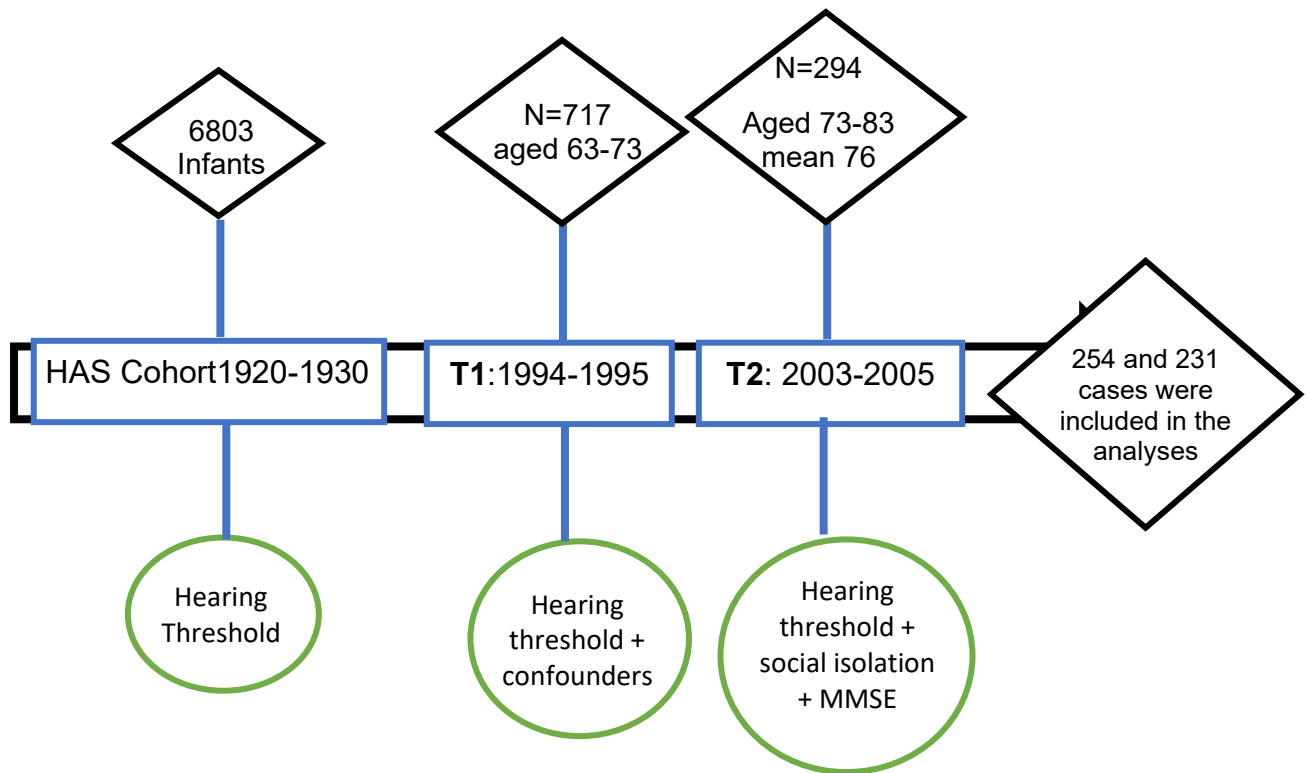 6803
Infants
N=717
aged 63-73
N=294
Aged 73-83
mean 76
HAS Cohort1920-1930
T1:1994-1995
T2: 2003-2005
254 and 231
cases were
included in the
analyses
Hearing
Threshold
Hearing
threshold +
confounders
Hearing
threshold +
social isolation
+ MMSE